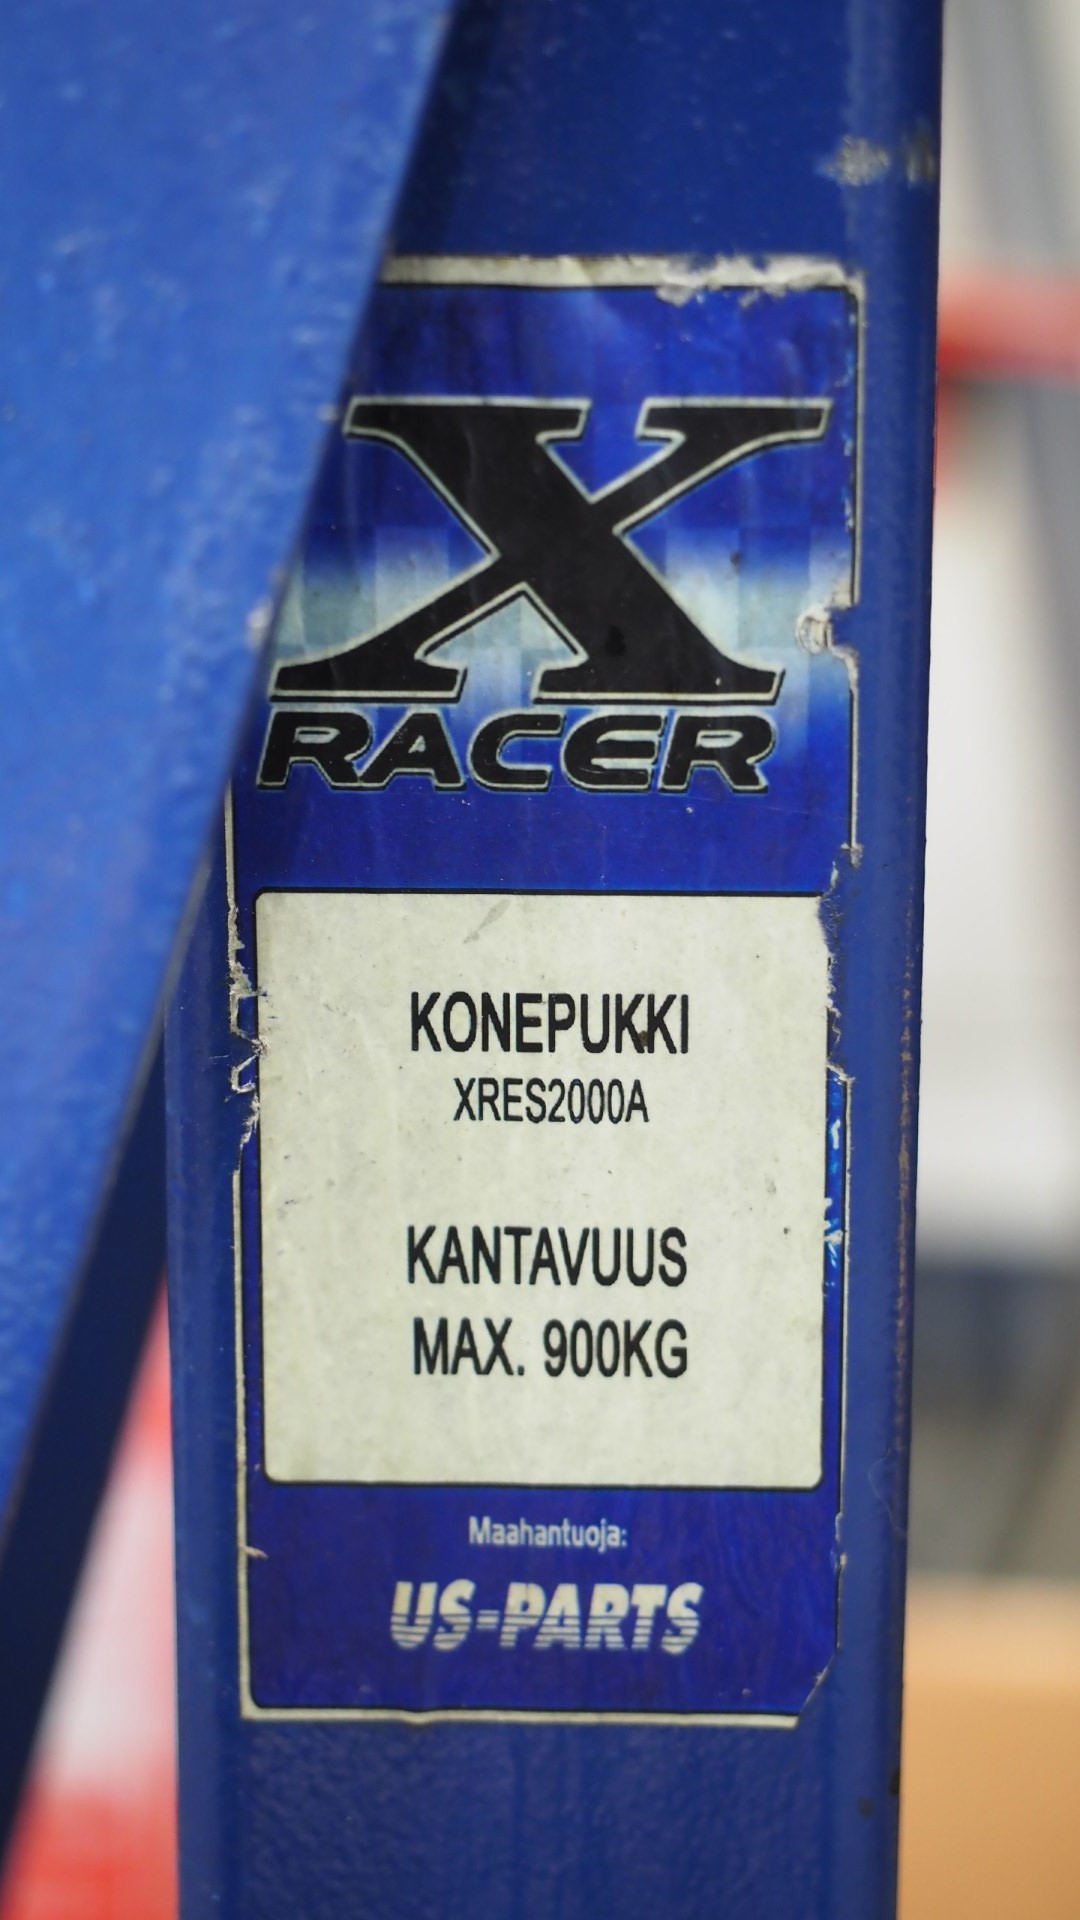 X
RACER
KONEPUKKI
XRES2000A
KANTAVUUS
MAX. 900KG
Maahantuoja:
US-PARTS